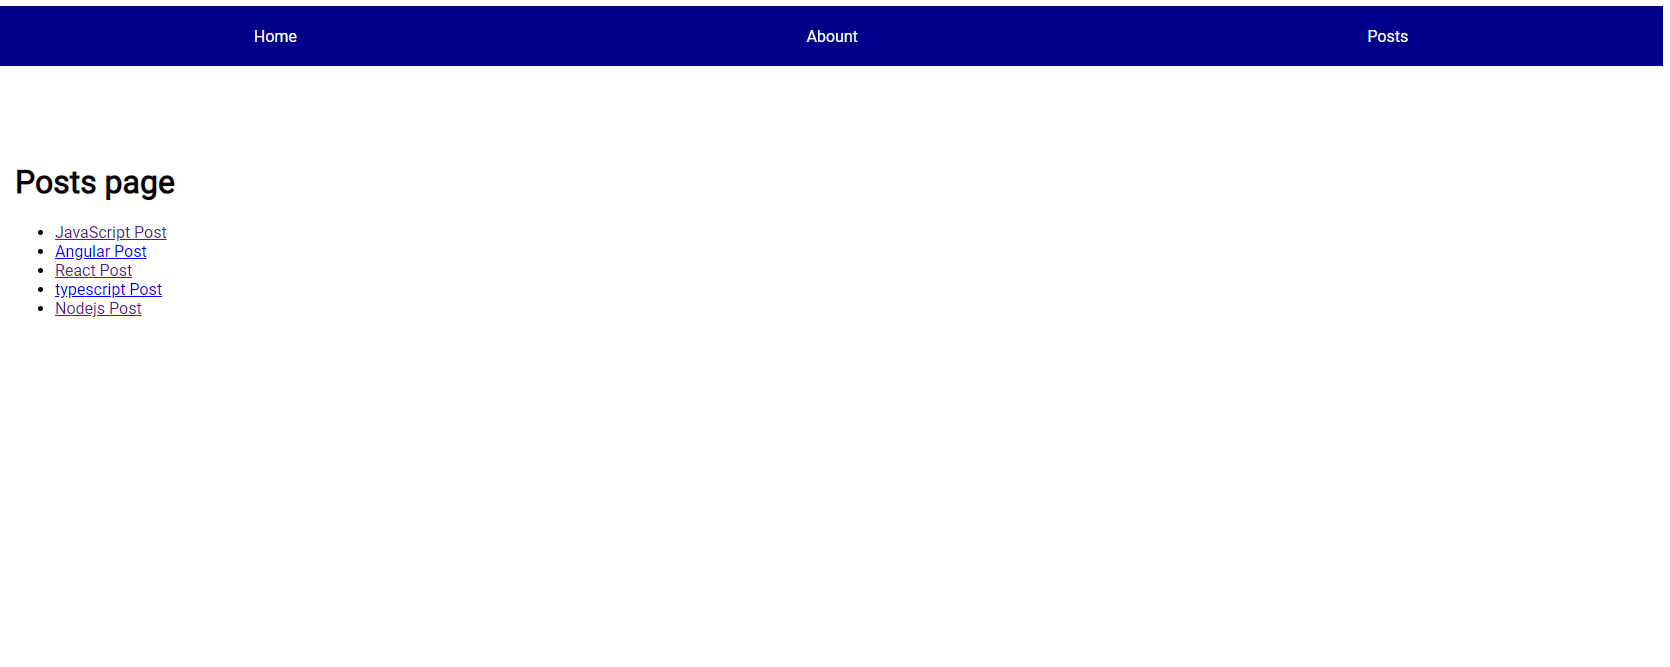 Home Abount Posts
Posts page
JavaScript Post
Angular Post
React Post
typescript Post
Nodejs Post